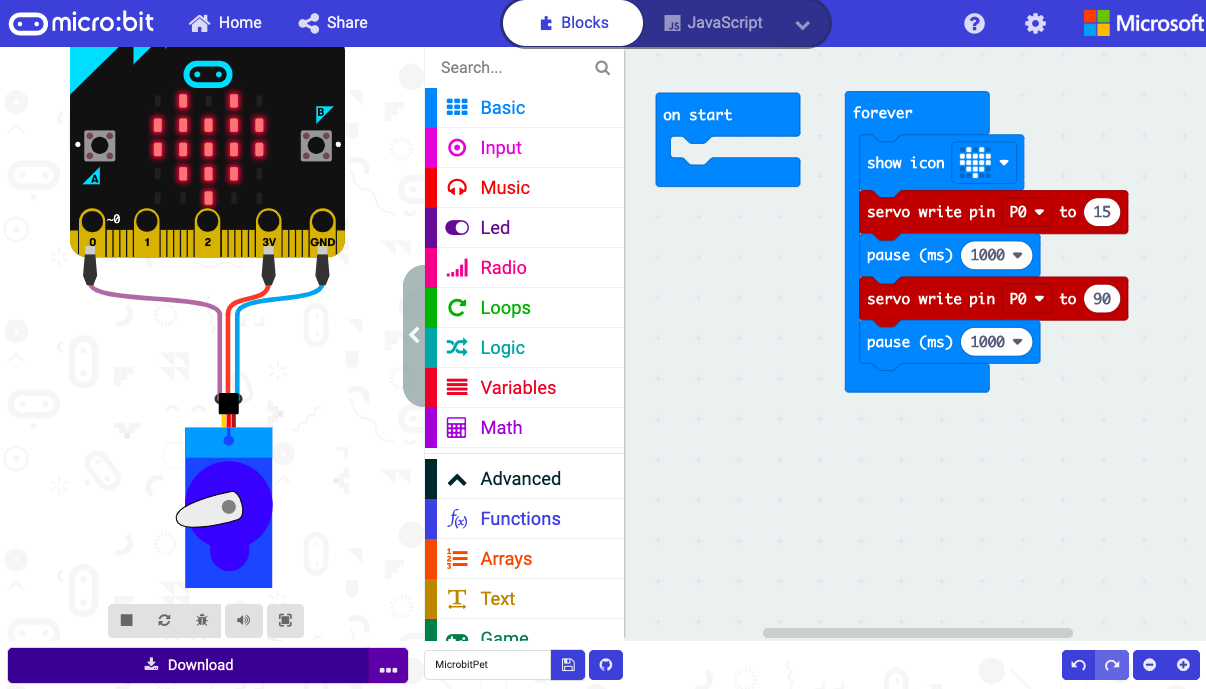 micro:bit Home Share Blocks JavaScript ? Microsoft
B
A
~0
0 1 2 3V GND
Download ...
Search...
Basic
Input
Music
Led
Radio
Loops
Logic
Variables
Math
Advanced
f(x) Functions
Arrays
T Text
Game
MicrobitPet
on start
forever
show icon
servo write pin P0 to 15
pause (ms) 1000
servo write pin P0 to 90
pause (ms) 1000